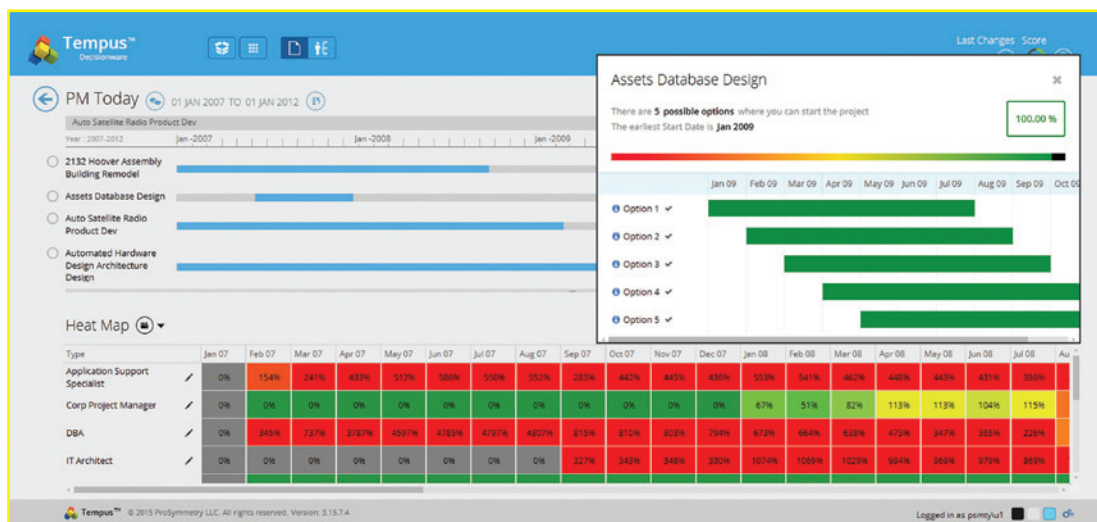 Tempus™
Decisionware
Last Changes Score
PM Today 01 JAN 2007 TO 01 JAN 2012
Auto Satellite Radio Product Dev
Year : 2007-2012 Jan -2007 Jan -2008 Jan -2009
2132 Hoover Assembly
Building Remodel
Assets Database Design
Auto Satellite Radio
Product Dev
Automated Hardware
Design Architecture
Design
Assets Database Design
There are 5 possible options where you can start the project
The earliest Start Date is Jan 2009
100.00 %
Jan 09 Feb 09 Mar 09 Apr 09 May 09 Jun 09 Jul 09 Aug 09 Sep 09 Oct 09
Option 1
Option 2
Option 3
Option 4
Option 5
Heat Map
Type Jan 07 Feb 07 Mar 07 Apr 07 May 07 Jun 07 Jul 07 Aug 07 Sep 07 Oct 07 Nov 07 Dec 07 Jan 08 Feb 08 Mar 08 Apr 08 May 08 Jun 08 Jul 08 Au
Application Support
Specialist
0% 154% 241% 433% 512% 586% 550% 552% 285% 442% 445% 436% 553% 541% 462% 448% 443% 431% 386%
Corp Project Manager 0% 0% 0% 0% 0% 0% 0% 0% 0% 0% 0% 0% 67% 51% 82% 113% 113% 104% 115%
DBA 0% 345% 737% 3787% 4597% 4785% 4797% 4807% 815% 810% 803% 794% 673% 664% 638% 473% 347% 365% 226%
IT Architect 0% 0% 0% 0% 0% 0% 0% 0% 327% 343% 348% 330% 1074% 1069% 1029% 984% 969% 979% 869%
Tempus™ © 2015 ProSymmetry LLC. All rights reserved. Version: 3.15.7.4
Logged in as psmty\u1